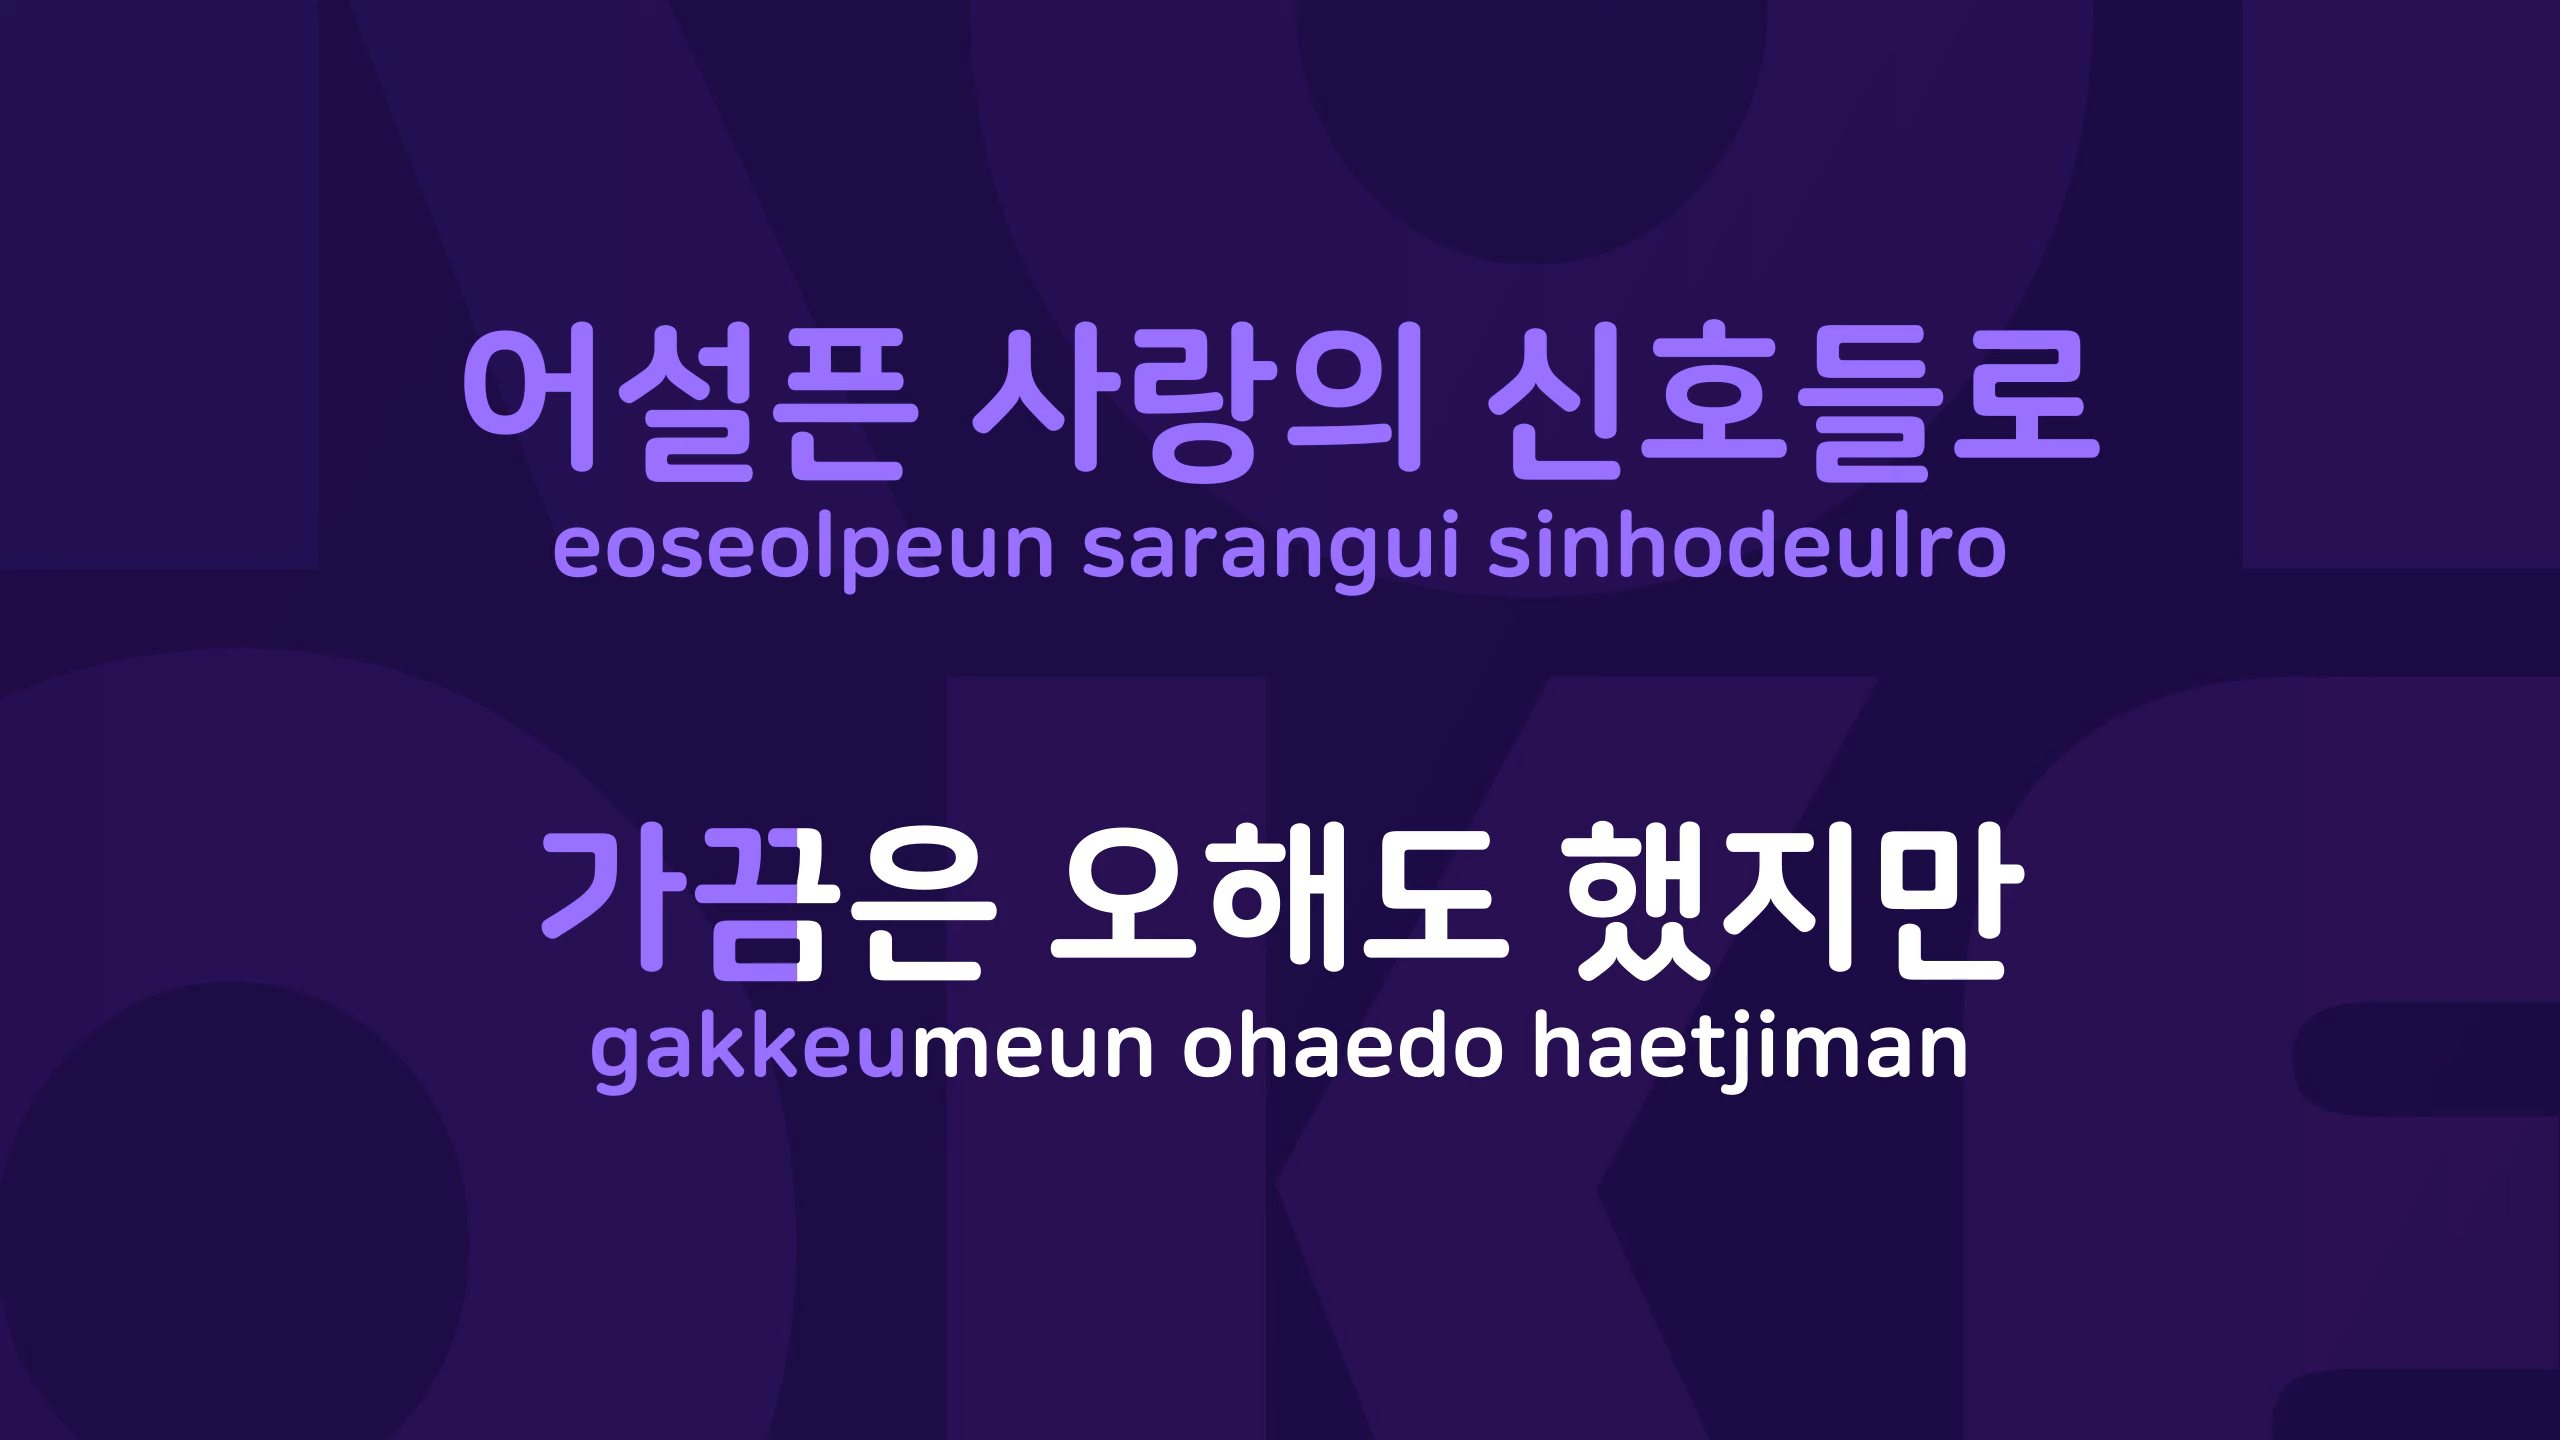 어설픈 사랑의 신호들로
eoseolpeun sarangui sinhodeulro
가끔은 오해도 했지만
gakkeumeun ohaedo haetjiman